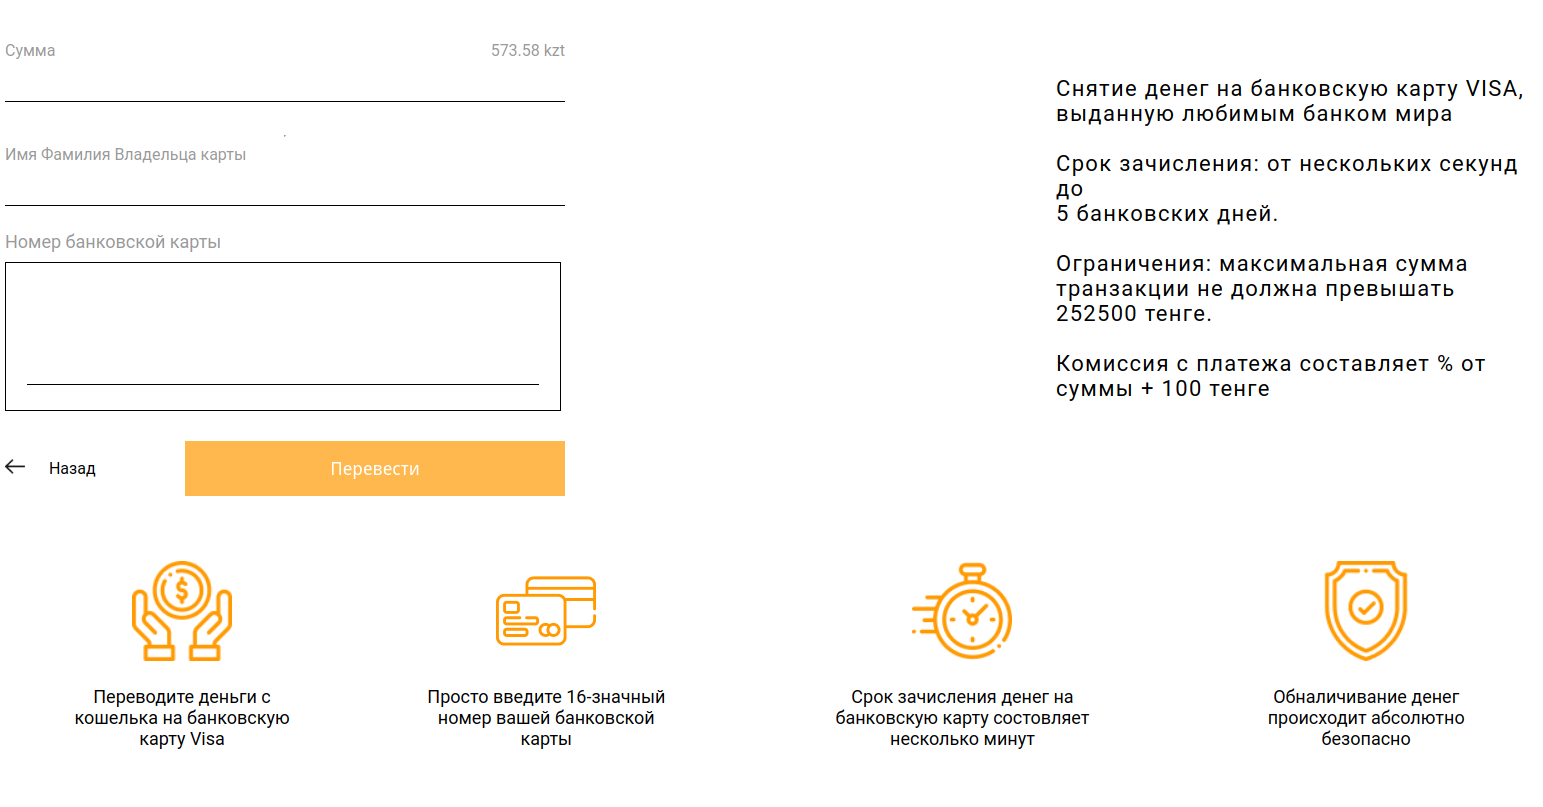 Сумма
573.58 kzt
Имя Фамилия Владельца карты
Номер банковской карты
Назад
Перевести
Снятие денег на банковскую карту VISA,
выданную любимым банком мира
Срок зачисления: от нескольких секунд
до
5 банковских дней.
Ограничения: максимальная сумма
транзакции не должна превышать
252500 тенге.
Комиссия с платежа составляет % от
суммы + 100 тенге
Переводите деньги с
кошелька на банковскую
карту Visa
Просто введите 16-значный
номер вашей банковской
карты
Срок зачисления денег на
банковскую карту состовляет
несколько минут
Обналичивание денег
происходит абсолютно
безопасно